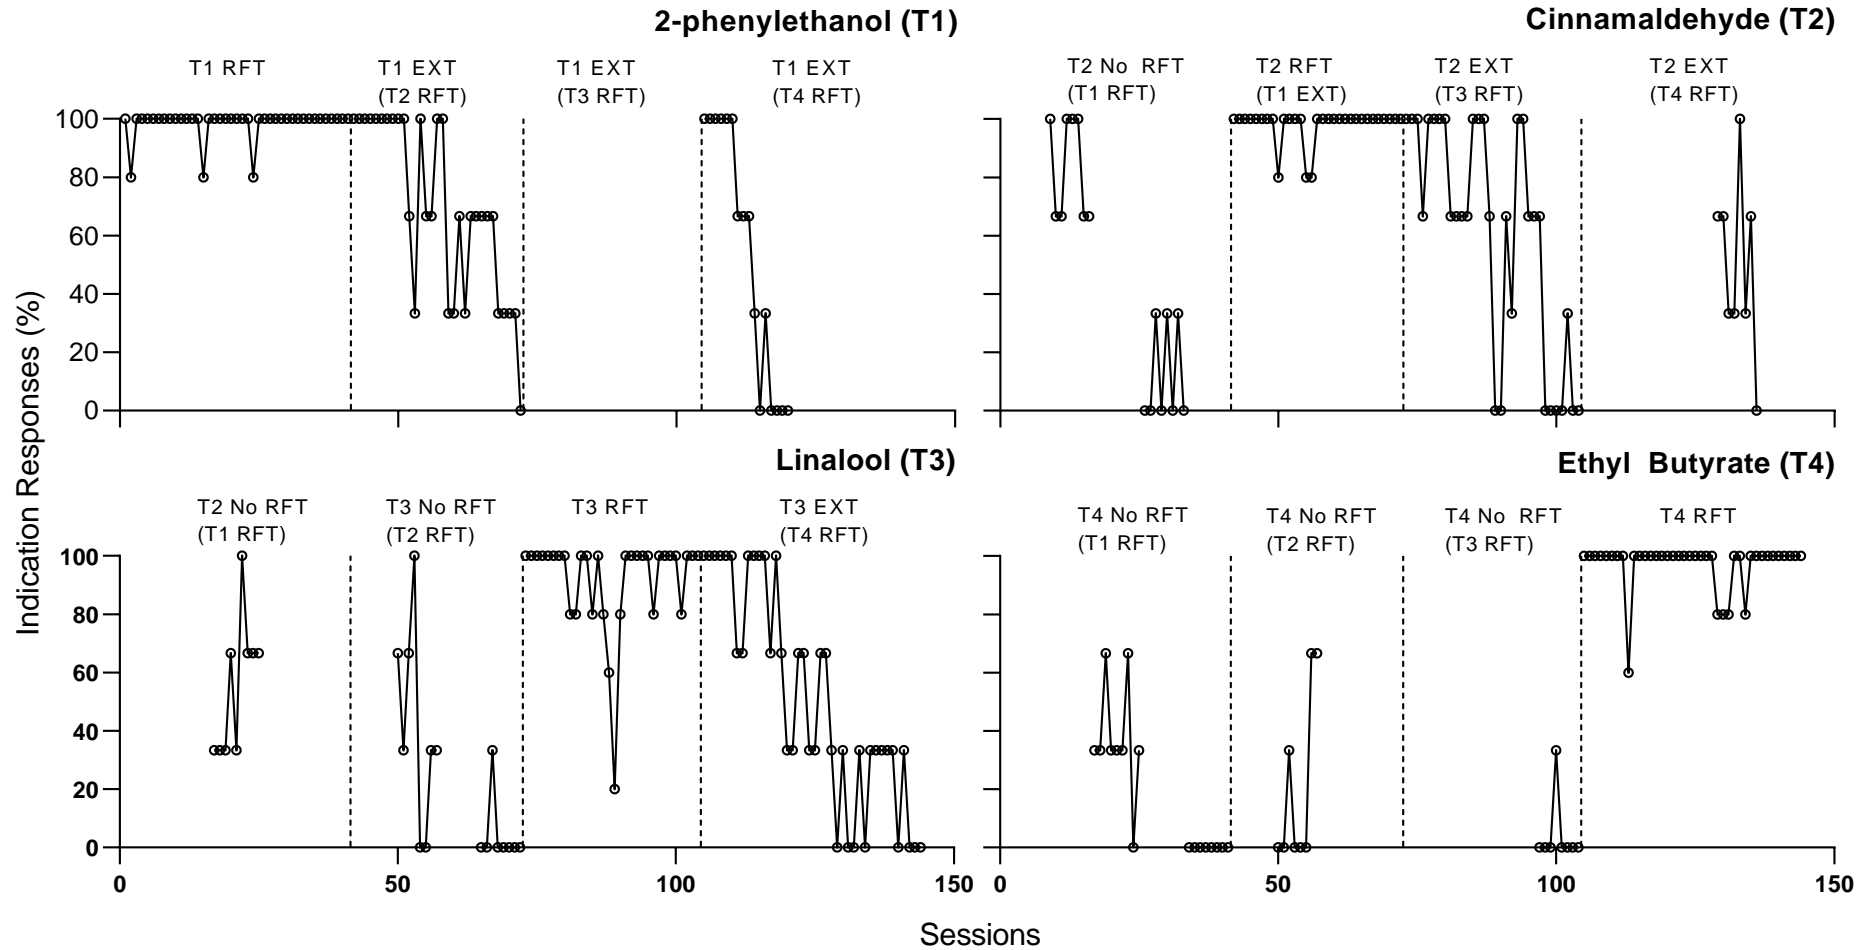 2-phenylethanol (T1)
T1 RFT
T1 EXT
(T2 RFT)
T1 EXT
(T3 RFT)
T1 EXT
(T4 RFT)
100
80
60
40
20
0
Cinnamaldehyde (T2)
T2 No RFT
(T1 RFT)
T2 RFT
(T1 EXT)
T2 EXT
(T3 RFT)
T2 EXT
(T4 RFT)
Indication Responses (%)
Linalool (T3)
T2 No RFT
(T1 RFT)
T3 No RFT
(T2 RFT)
T3 RFT
T3 EXT
(T4 RFT)
100
80
60
40
20
0
0 50 100 150
Ethyl Butyrate (T4)
T4 No RFT
(T1 RFT)
T4 No RFT
(T2 RFT)
T4 No RFT
(T3 RFT)
T4 RFT
0 50 100 150
Sessions